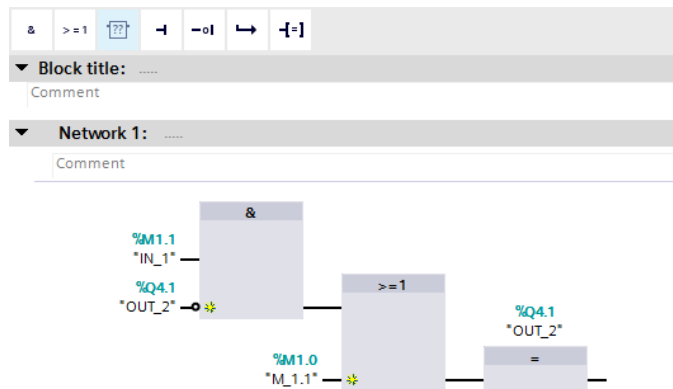 & >=1 ?? -o| [=]
Block title: .....
Comment
Network 1: .....
Comment
&
%M1.1
"IN_1"
%Q4.1
"OUT_2"
>=1
%Q4.1
"OUT_2"
=
%M1.0
"M_1.1"